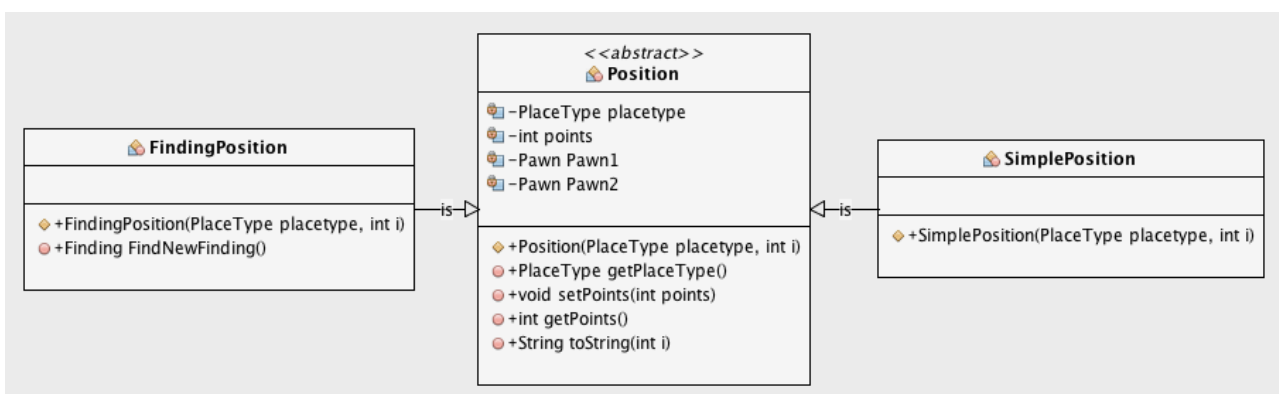 <<abstract>>
Position
-PlaceType placetype
-int points
-Pawn Pawn1
-Pawn Pawn2
+Position(PlaceType placetype, int i)
+PlaceType getPlaceType()
+void setPoints(int points)
+int getPoints()
+String toString(int i)
FindingPosition
+FindingPosition(PlaceType placetype, int i)
+Finding FindNewFinding()
is
is
SimplePosition
+SimplePosition(PlaceType placetype, int i)